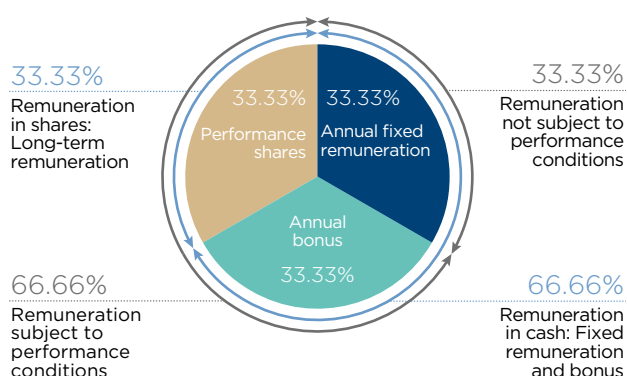 33.33%
Remuneration
in shares:
Long-term
remuneration
33.33%
Performance
shares
33.33%
Annual fixed
remuneration
33.33%
Remuneration
not subject to
performance
conditions
Annual
bonus
33.33%
66.66%
Remuneration
subject to
performance
conditions
66.66%
Remuneration
in cash: Fixed
remuneration
and bonus